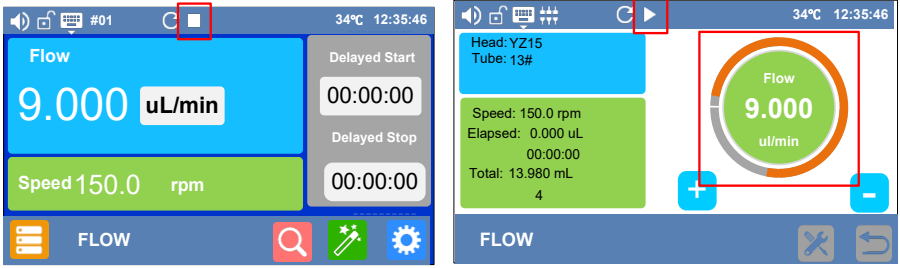 #01 34℃ 12:35:46
Flow
9.000 uL/min
Speed 150.0 rpm
Delayed Start
00:00:00
Delayed Stop
00:00:00
FLOW
34℃ 12:35:46
Head: YZ15
Tube: 13#
Speed: 150.0 rpm
Elapsed: 0.000 uL
00:00:00
Total: 13.980 mL
4
Flow
9.000
ul/min
+
-
FLOW